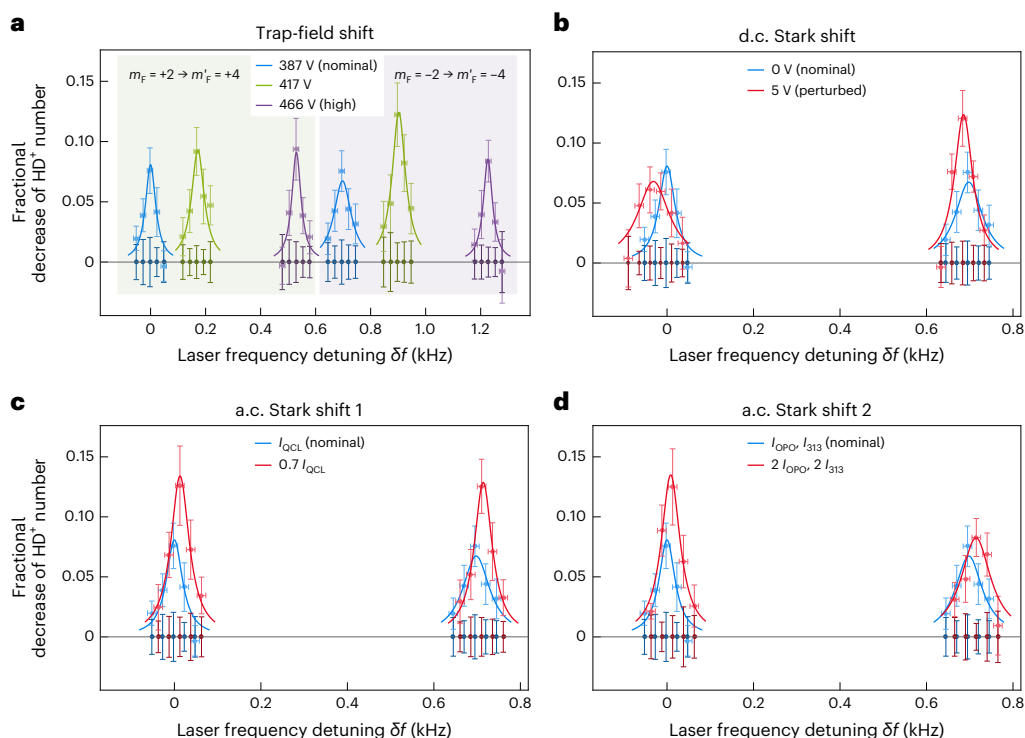 a
Trap-field shift
387 V (nominal)
417 V
466 V (high)
m_F = +2 → m′_F = +4
m_F = −2 → m′_F = −4
0.15
0.10
0.05
0
Fractional
decrease of HD⁺ number
0 0.2 0.4 0.6 0.8 1.0 1.2
Laser frequency detuning δf (kHz)
b
d.c. Stark shift
0 V (nominal)
5 V (perturbed)
0.15
0.10
0.05
0
0 0.2 0.4 0.6 0.8
Laser frequency detuning δf (kHz)
c
a.c. Stark shift 1
I_QCL (nominal)
0.7 I_QCL
0.15
0.10
0.05
0
Fractional
decrease of HD⁺ number
0 0.2 0.4 0.6 0.8
Laser frequency detuning δf (kHz)
d
a.c. Stark shift 2
I_OPO, I_313 (nominal)
2 I_OPO, 2 I_313
0.15
0.10
0.05
0
0 0.2 0.4 0.6 0.8
Laser frequency detuning δf (kHz)